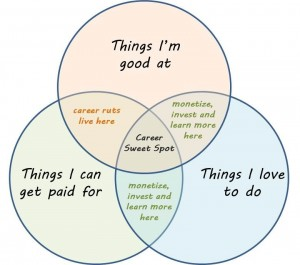 Things I'm
good at
career ruts
live here
monetize,
invest and
learn more
here
Career
Sweet Spot
Things I can
get paid for
monetize,
invest and
learn more
here
Things I love
to do